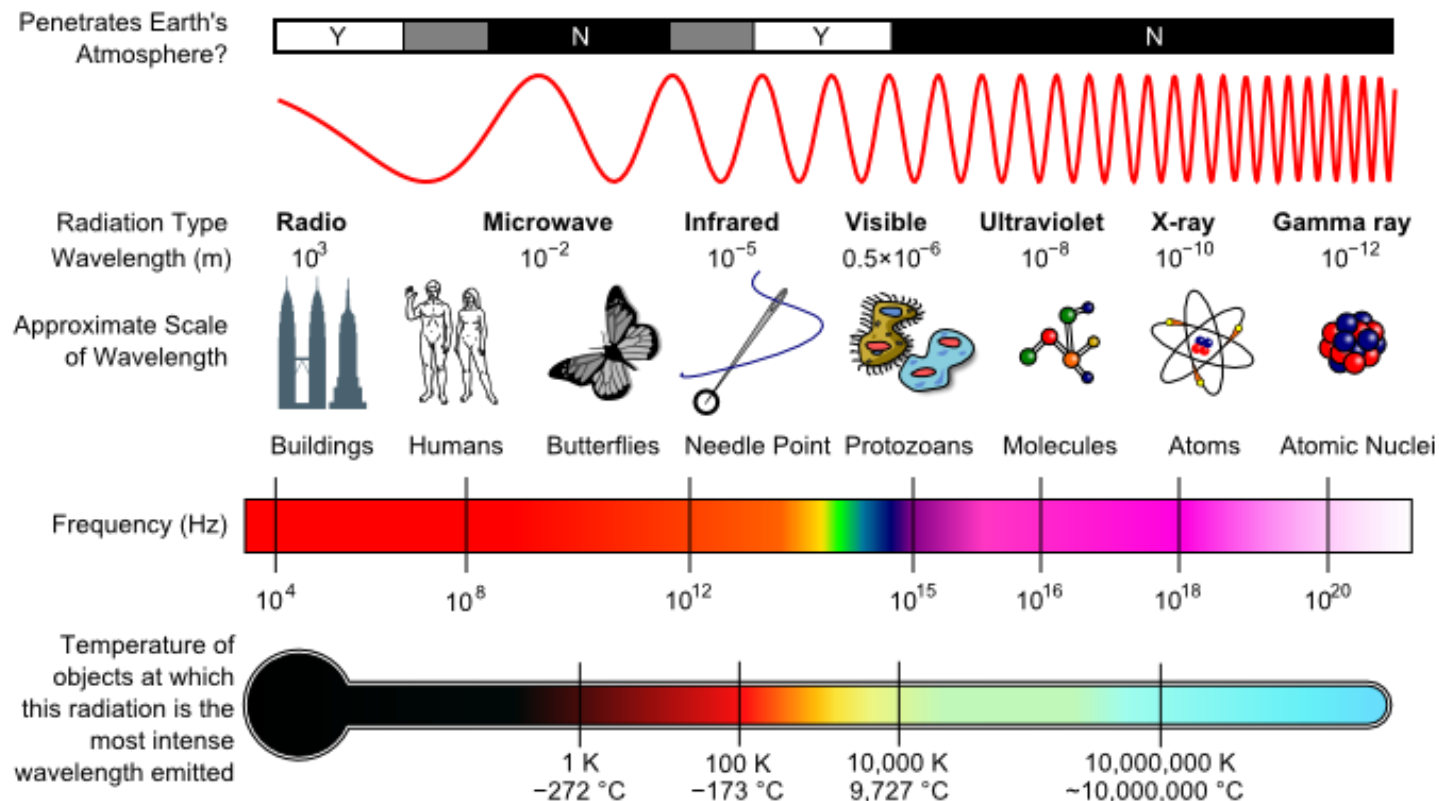 Penetrates Earth's
Atmosphere?
Y
N
Y
N
Radiation Type
Radio
Microwave
Infrared
Visible
Ultraviolet
X-ray
Gamma ray
Wavelength (m)
10³
10⁻²
10⁻⁵
0.5×10⁻⁶
10⁻⁸
10⁻¹⁰
10⁻¹²
Approximate Scale
of Wavelength
Buildings
Humans
Butterflies
Needle Point
Protozoans
Molecules
Atoms
Atomic Nuclei
Frequency (Hz)
10⁴
10⁸
10¹²
10¹⁵
10¹⁶
10¹⁸
10²⁰
Temperature of
objects at which
this radiation is the
most intense
wavelength emitted
1 K
−272 °C
100 K
−173 °C
10,000 K
9,727 °C
10,000,000 K
~10,000,000 °C